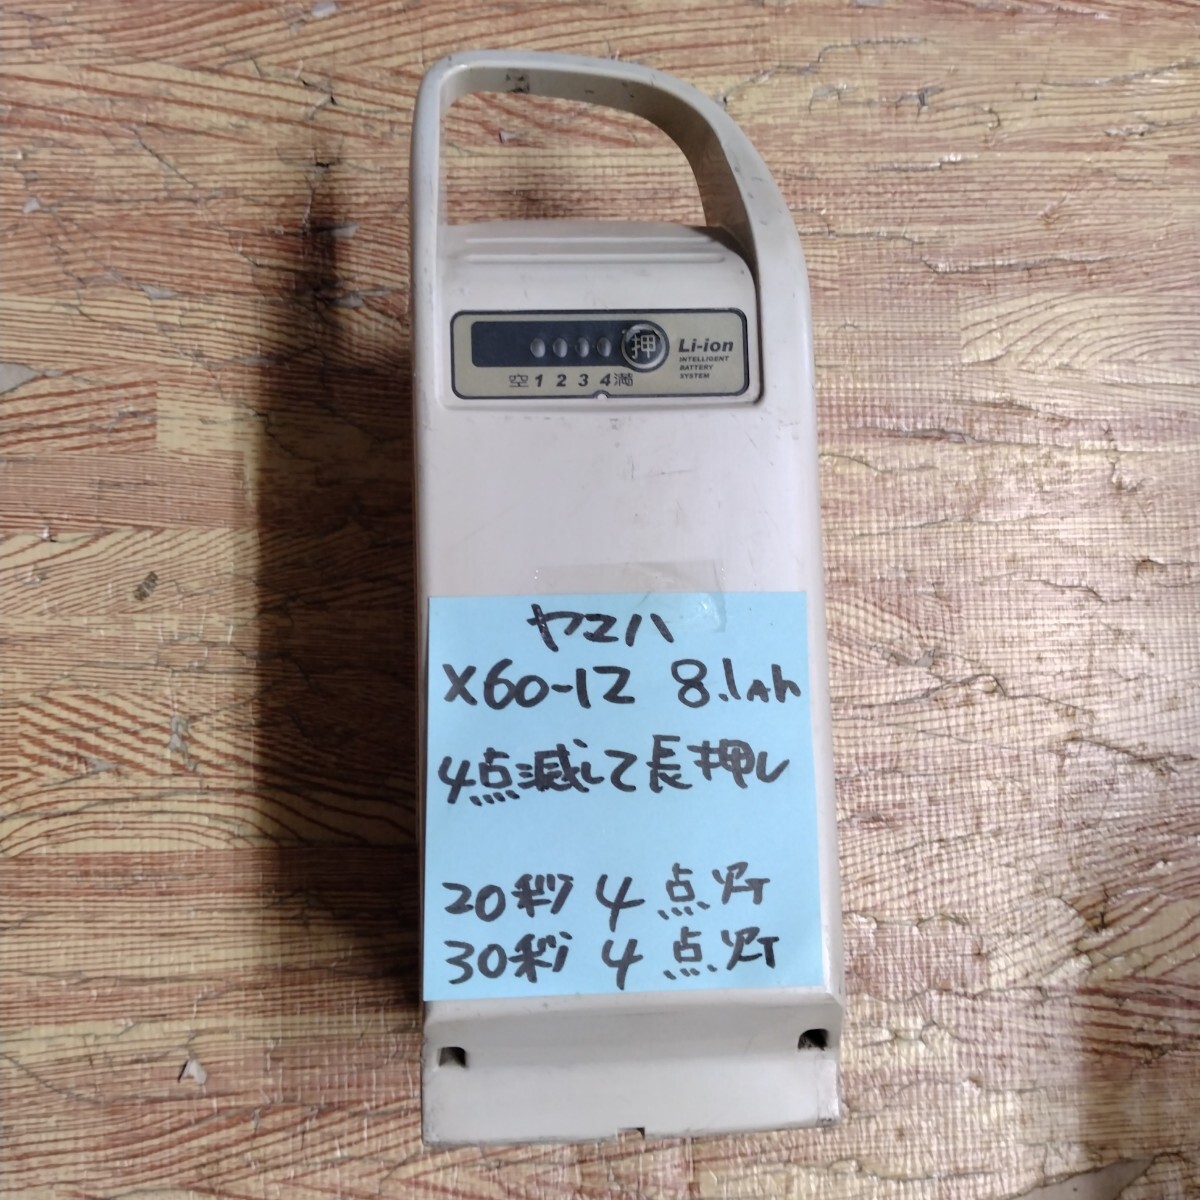 押 Li-ion
INTELLIGENT
BATTERY
SYSTEM
空 1 2 3 4 満
ヤマハ
X60-12 8.1Ah
4点滅して長押し
20秒 4 点灯
30秒 4 点灯